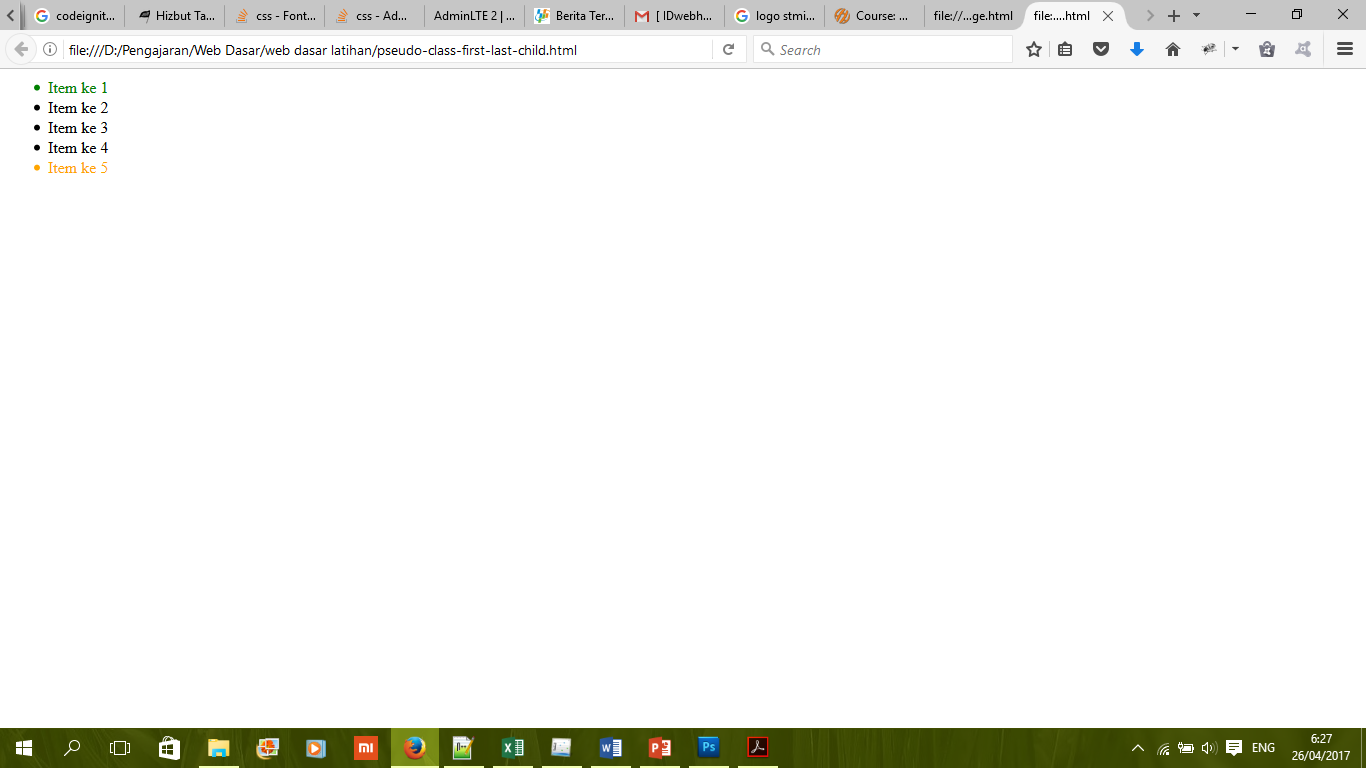 codeignit...
Hizbut Ta...
css - Font...
css - Ad...
AdminLTE 2 | ...
Berita Ter...
[ IDwebh...
logo stmi...
Course: ...
file://...ge.html
file:....html
file:///D:/Pengajaran/Web Dasar/web dasar latihan/pseudo-class-first-last-child.html
Search
Item ke 1
Item ke 2
Item ke 3
Item ke 4
Item ke 5
mi
Ps
ENG
6:27
26/04/2017